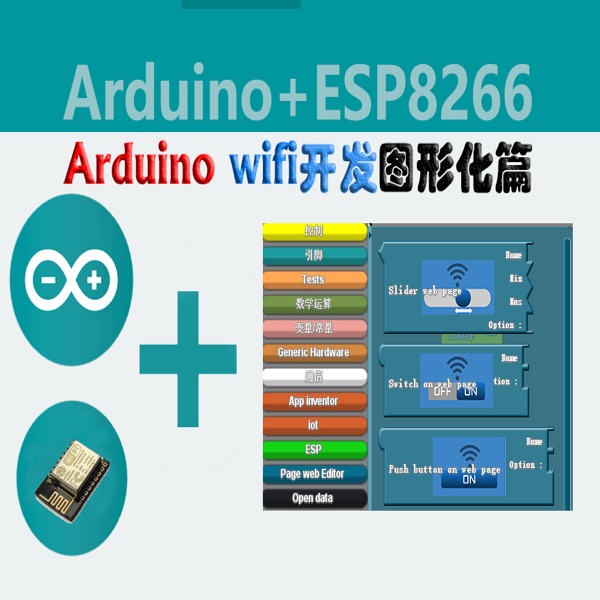 Arduino+ESP8266
Arduino wifi开发图形化篇
控制
引脚
Tests
数学运算
变量/常量
Generic Hardware
通信
App inventor
iot
ESP
Page web Editor
Open data
Name
Min
Slider web page
Max
Option :
Name
Switch on web page
tion :
OFF ON
Name
Push button on web page
Option :
ON